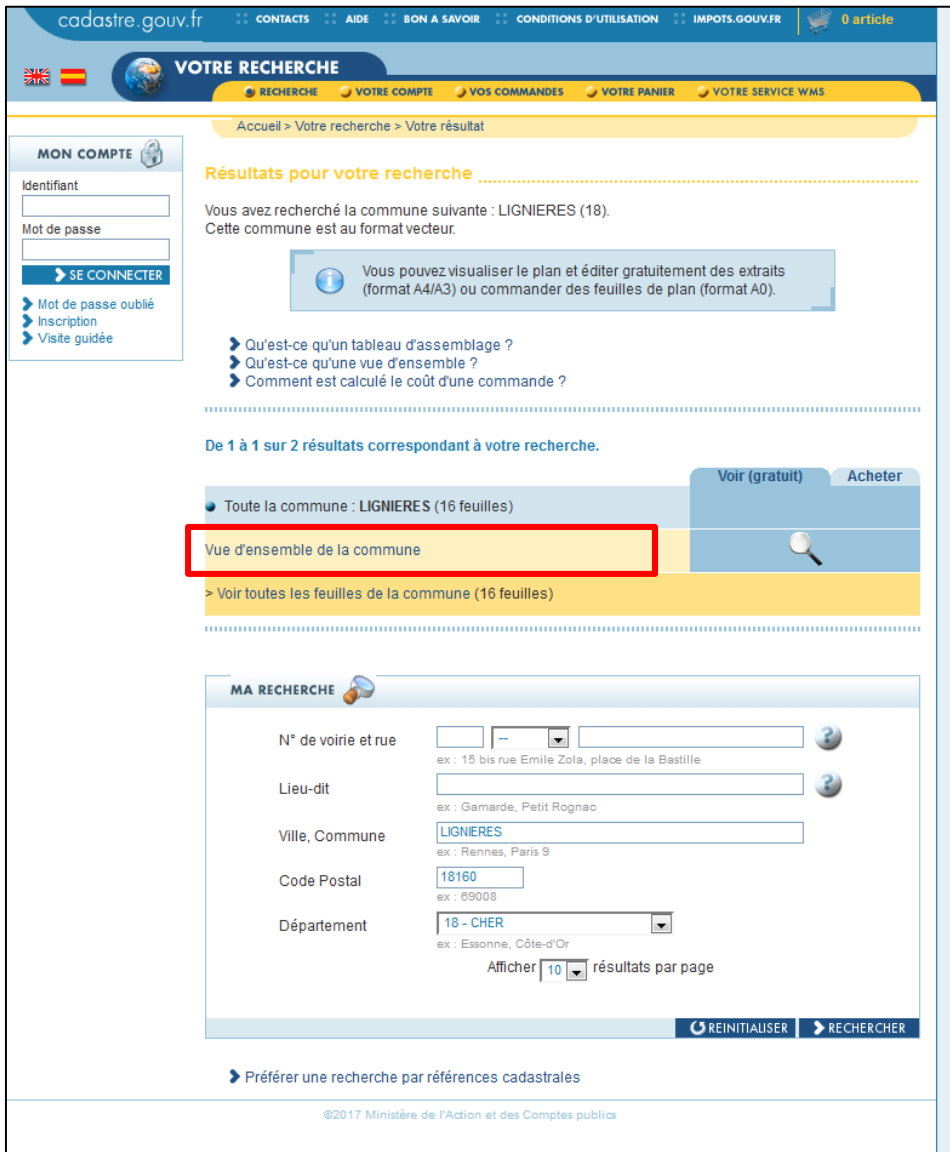 cadastre.gouv.fr :: CONTACTS :: AIDE :: BON A SAVOIR :: CONDITIONS D'UTILISATION :: IMPOTS.GOUV.FR 0 article
VOTRE RECHERCHE
RECHERCHE VOTRE COMPTE VOS COMMANDES VOTRE PANIER VOTRE SERVICE WMS
Accueil > Votre recherche > Votre résultat
MON COMPTE
Identifiant
Mot de passe
SE CONNECTER
Mot de passe oublié
Inscription
Visite guidée
Résultats pour votre recherche
Vous avez recherché la commune suivante : LIGNIERES (18).
Cette commune est au format vecteur.
Vous pouvez visualiser le plan et éditer gratuitement des extraits
(format A4/A3) ou commander des feuilles de plan (format A0).
Qu'est-ce qu'un tableau d'assemblage ?
Qu'est-ce qu'une vue d'ensemble ?
Comment est calculé le coût d'une commande ?
De 1 à 1 sur 2 résultats correspondant à votre recherche.
Voir (gratuit) Acheter
Toute la commune : LIGNIERES (16 feuilles)
Vue d'ensemble de la commune
> Voir toutes les feuilles de la commune (16 feuilles)
MA RECHERCHE
N° de voirie et rue --
ex : 15 bis rue Emile Zola, place de la Bastille
Lieu-dit
ex : Gamarde, Petit Rognac
Ville, Commune LIGNIERES
ex : Rennes, Paris 9
Code Postal 18160
ex : 69008
Département 18 - CHER
ex : Essonne, Côte-d'Or
Afficher 10 résultats par page
REINITIALISER RECHERCHER
Préférer une recherche par références cadastrales
©2017 Ministère de l'Action et des Comptes publics